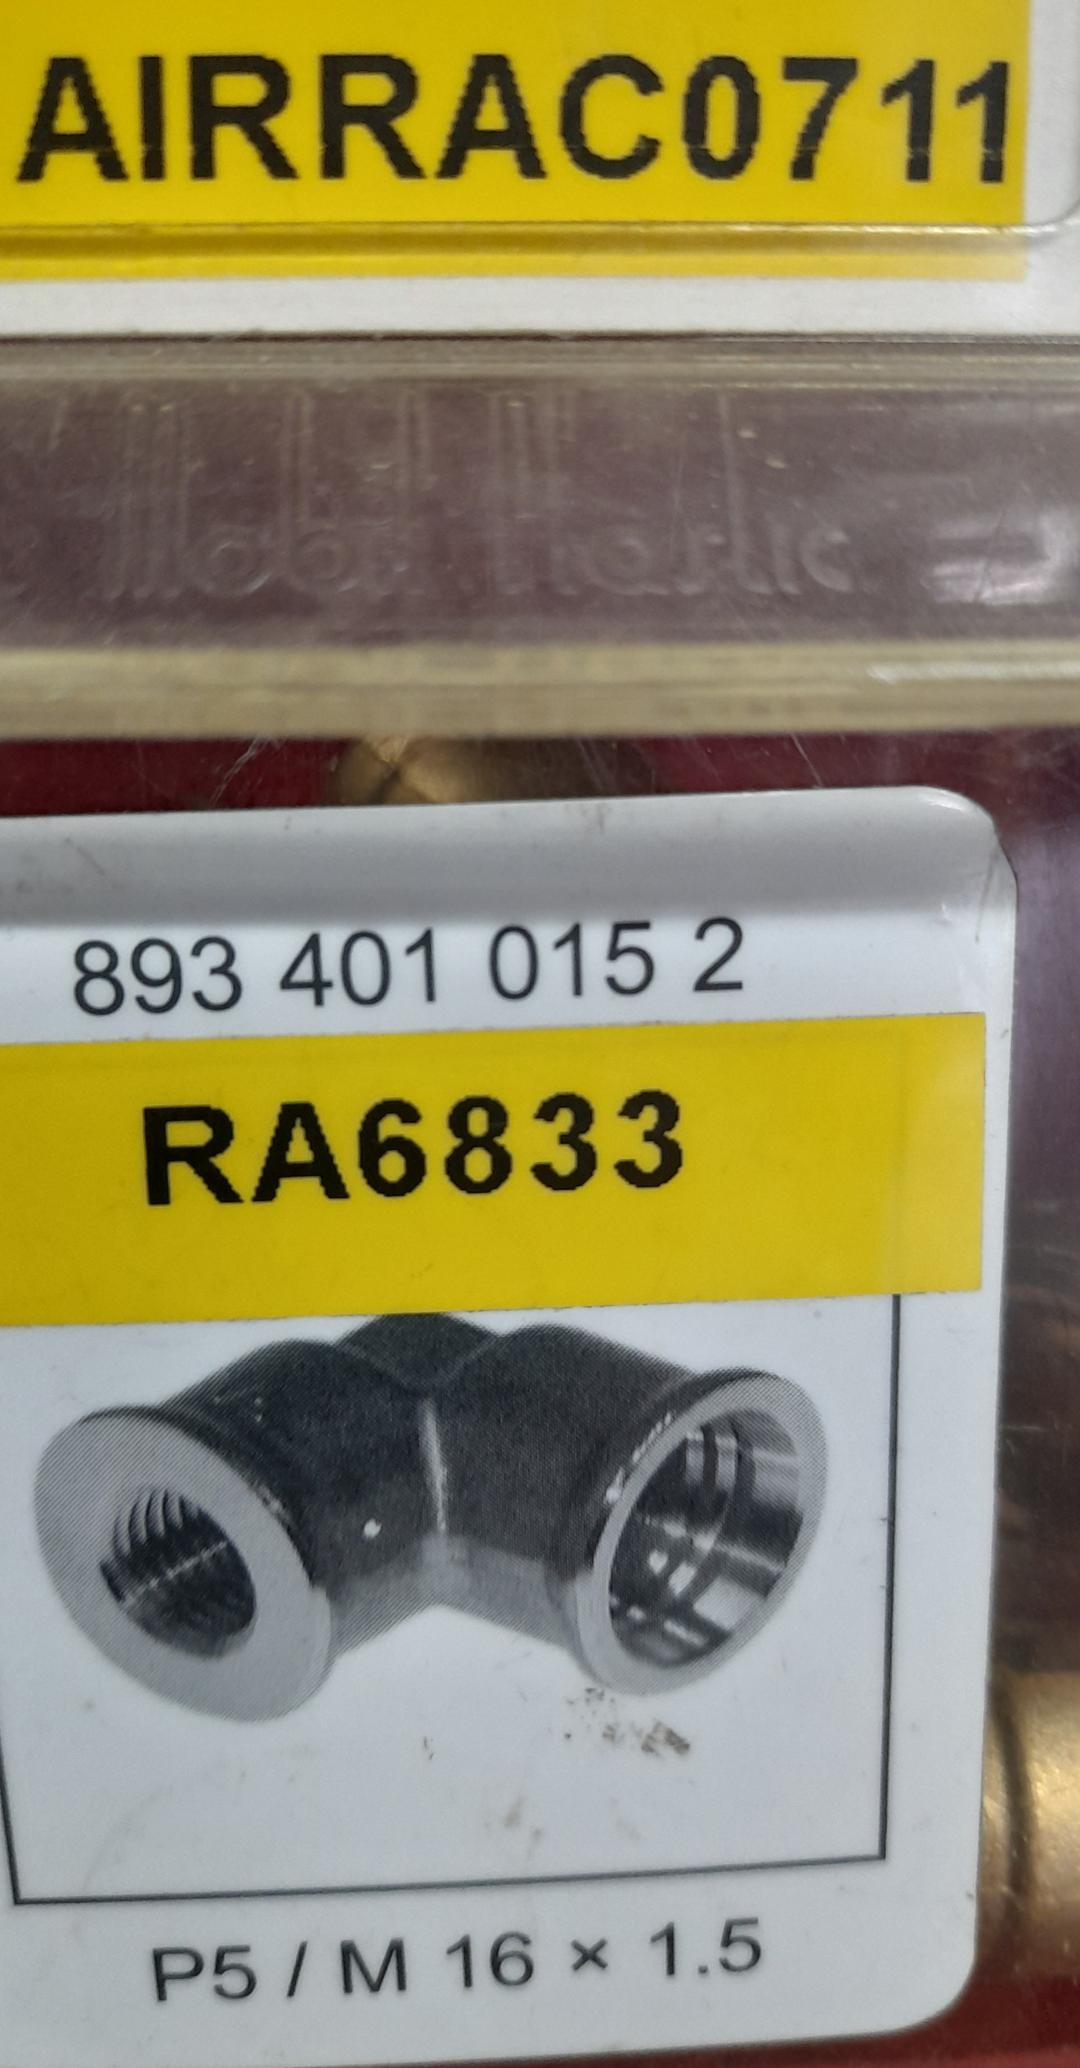 AIRRAC0711
893 401 015 2
RA6833
P5 / M 16 × 1.5